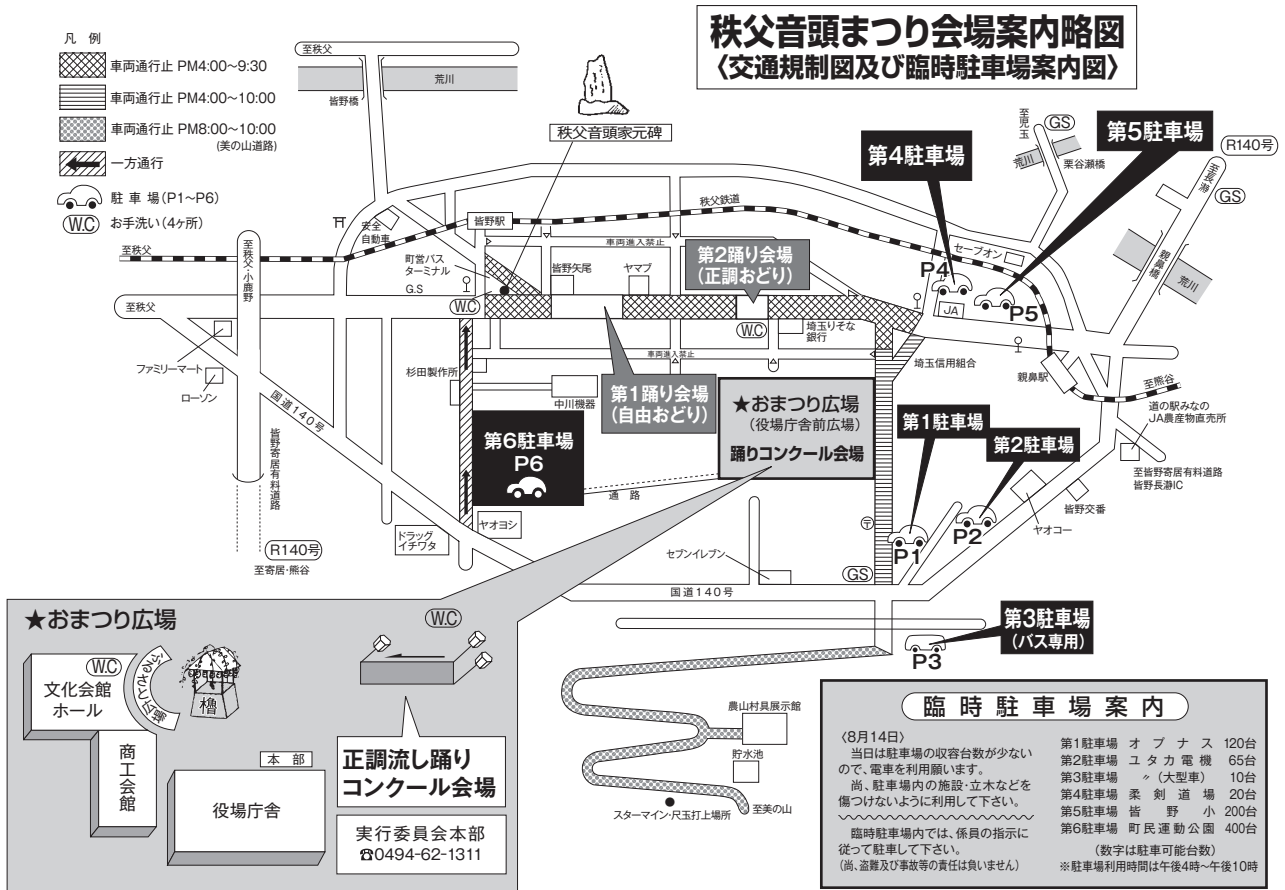 秩父音頭まつり会場案内略図
〈交通規制図及び臨時駐車場案内図〉
凡 例
車両通行止 PM4:00〜9:30
車両通行止 PM4:00〜10:00
車両通行止 PM8:00〜10:00
(美の山道路)
一方通行
駐 車 場(P1〜P6)
W.C お手洗い(4ヶ所)
至秩父
荒川
皆野橋
秩父音頭家元碑
至児玉
GS
荒川
栗谷瀬橋
第5駐車場
R140号
至長瀞
GS
第4駐車場
親鼻橋
荒川
秩父鉄道
皆野駅
安全
自動車
至秩父
至秩父・小鹿野
車両進入禁止
第2踊り会場
(正調おどり)
セーブオン
P4
P5
JA
町営バス
ターミナル
G.S
皆野矢尾
ヤマブ
至秩父
W.C
W.C
埼玉りそな
銀行
埼玉信用組合
親鼻駅
至熊谷
ファミリーマート
ローソン
杉田製作所
車両進入禁止
中川機器
第1踊り会場
(自由おどり)
★おまつり広場
(役場庁舎前広場)
踊りコンクール会場
第1駐車場
第2駐車場
道の駅みなの
JA農産物直売所
至皆野寄居有料道路
皆野長瀞IC
国道140号
皆野寄居有料道路
第6駐車場
P6
通 路
皆野交番
ヤオコー
P2
P1
〒
ドラッグ
イチワタ
ヤオヨシ
R140号
至寄居・熊谷
セブンイレブン
GS
国道140号
第3駐車場
(バス専用)
P3
★おまつり広場
W.C
W.C
文化会館
ホール
櫓
商工会館
本 部
役場庁舎
正調流し踊り
コンクール会場
実行委員会本部
☎0494-62-1311
農山村具展示館
貯水池
スターマイン・尺玉打上場所
至美の山
臨 時 駐 車 場 案 内
〈8月14日〉
当日は駐車場の収容台数が少ない
ので、電車を利用願います。
尚、駐車場内の施設・立木などを
傷つけないように利用して下さい。
臨時駐車場内では、係員の指示に
従って駐車して下さい。
(尚、盗難及び事故等の責任は負いません)
第1駐車場 オプナス 120台
第2駐車場 ユタカ電機 65台
第3駐車場 〃(大型車) 10台
第4駐車場 柔剣道場 20台
第5駐車場 皆野小 200台
第6駐車場 町民運動公園 400台
(数字は駐車可能台数)
※駐車場利用時間は午後4時〜午後10時